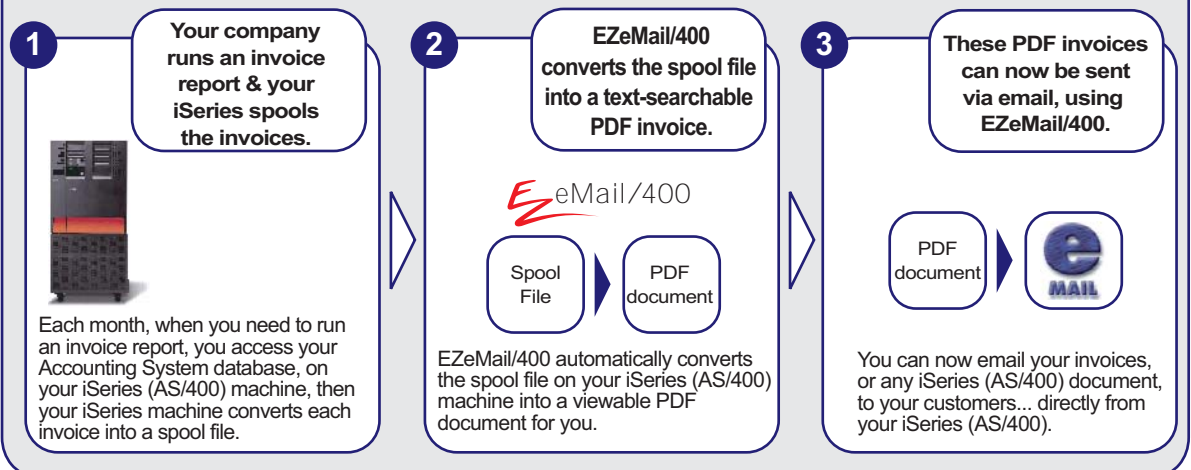 1
Your company
runs an invoice
report & your
iSeries spools
the invoices.
Each month, when you need to run
an invoice report, you access your
Accounting System database, on
your iSeries (AS/400) machine, then
your iSeries machine converts each
invoice into a spool file.
2
EZeMail/400
converts the spool file
into a text-searchable
PDF invoice.
EZeMail/400
Spool
File
PDF
document
EZeMail/400 automatically converts
the spool file on your iSeries (AS/400)
machine into a viewable PDF
document for you.
3
These PDF invoices
can now be sent
via email, using
EZeMail/400.
PDF
document
e
MAIL
You can now email your invoices,
or any iSeries (AS/400) document,
to your customers... directly from
your iSeries (AS/400).